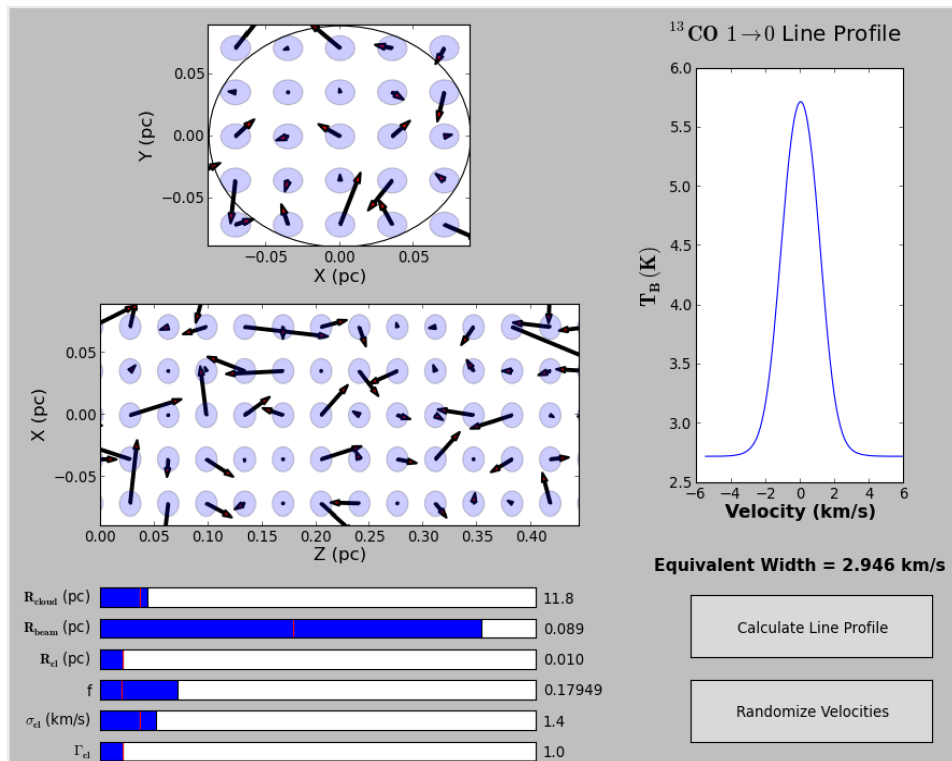 ¹³CO 1→0 Line Profile
Y (pc)
0.05
0.00
−0.05
−0.05 0.00 0.05
X (pc)
X (pc)
0.05
0.00
−0.05
0.00 0.05 0.10 0.15 0.20 0.25 0.30 0.35 0.40
Z (pc)
T_B (K)
6.0
5.5
5.0
4.5
4.0
3.5
3.0
2.5
−6 −4 −2 0 2 4 6
Velocity (km/s)
Equivalent Width = 2.946 km/s
R_cloud (pc) 11.8
R_beam (pc) 0.089
R_cl (pc) 0.010
f 0.17949
σ_cl (km/s) 1.4
Γ_cl 1.0
Calculate Line Profile
Randomize Velocities